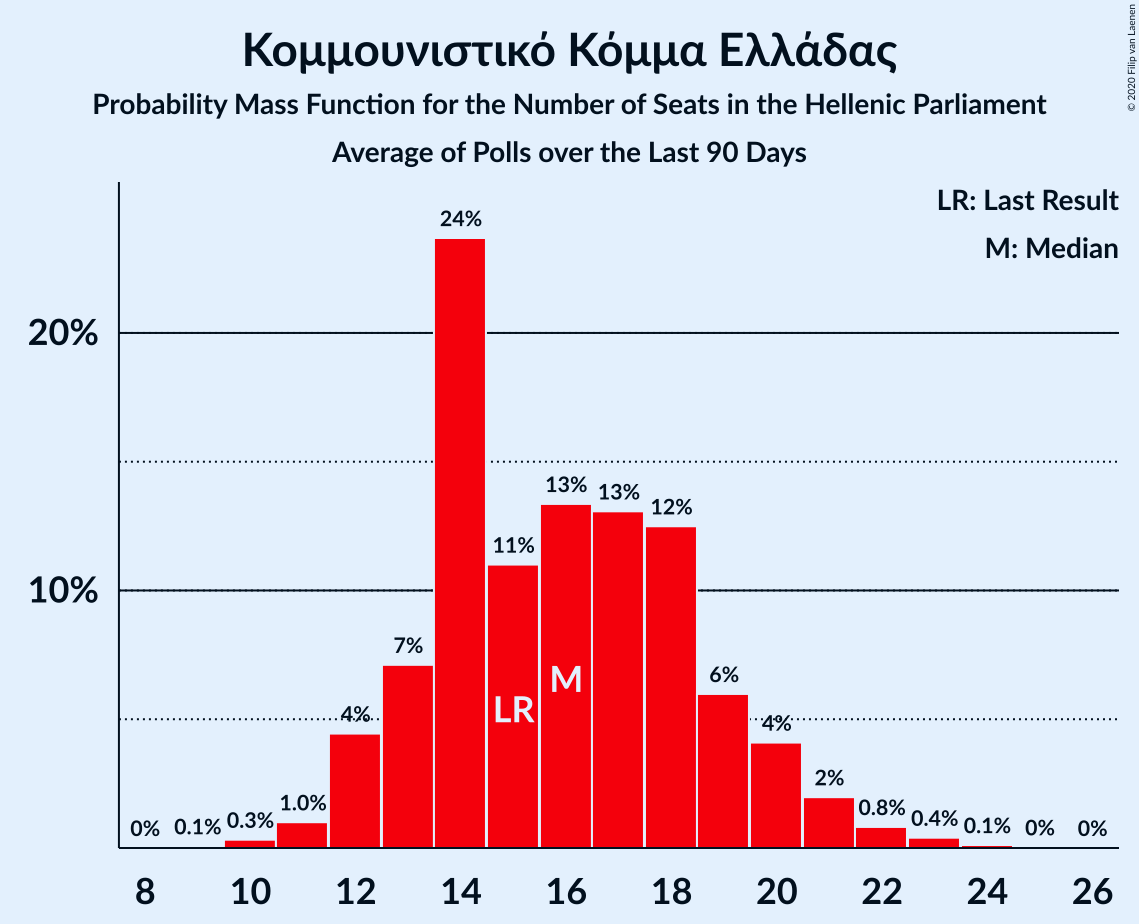 Κομμουνιστικό Κόμμα Ελλάδας
Probability Mass Function for the Number of Seats in the Hellenic Parliament
Average of Polls over the Last 90 Days
© 2020 Filip van Laenen
LR: Last Result
M: Median
24%
20%
13%
13%
12%
11%
10%
7%
6%
M
LR
4%
4%
2%
1.0%
0.8%
0.3%
0.4%
0%
0.1%
0.1%
0%
0%
8 10 12 14 16 18 20 22 24 26